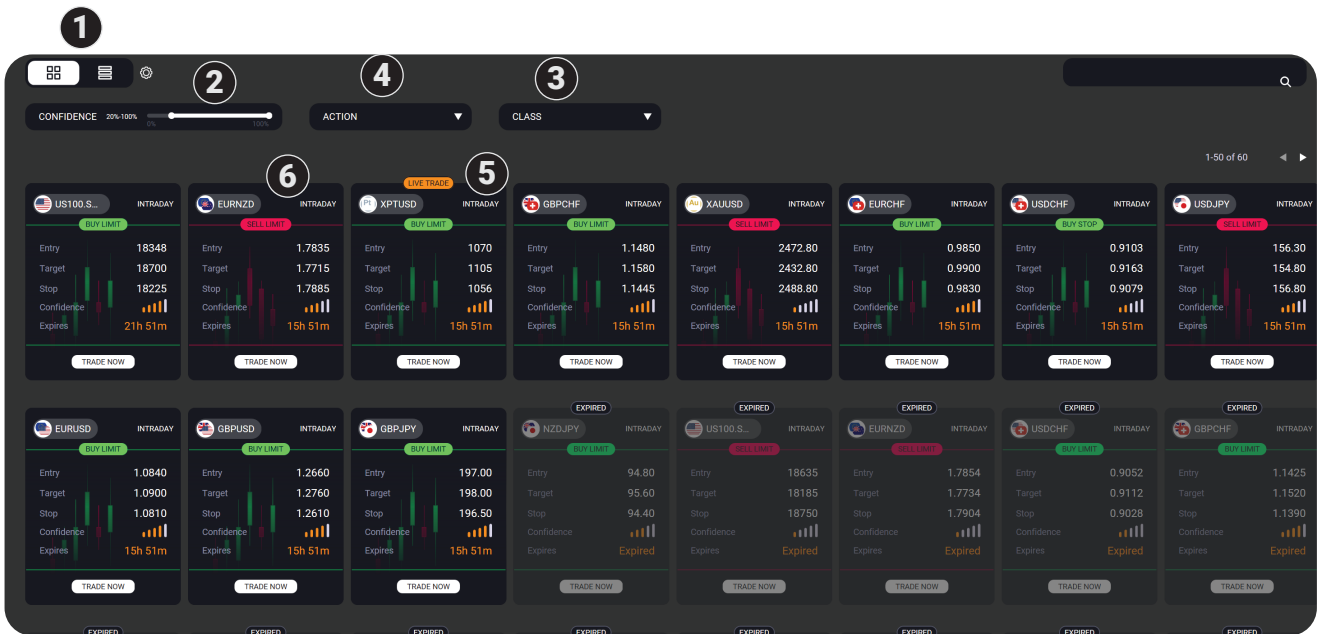 1
2
4
3
CONFIDENCE 20%-100% 0% 100%
ACTION
CLASS
1-50 of 60
6
5
LIVE TRADE
US100.S... INTRADAY EURNZD INTRADAY Pt XPTUSD INTRADAY GBPCHF INTRADAY Au XAUUSD INTRADAY EURCHF INTRADAY USDCHF INTRADAY USDJPY INTRADAY
BUY LIMIT SELL LIMIT BUY LIMIT BUY LIMIT SELL LIMIT BUY LIMIT BUY STOP SELL LIMIT
Entry 18348 Entry 1.7835 Entry 1070 Entry 1.1480 Entry 2472.80 Entry 0.9850 Entry 0.9103 Entry 156.30
Target 18700 Target 1.7715 Target 1105 Target 1.1580 Target 2432.80 Target 0.9900 Target 0.9163 Target 154.80
Stop 18225 Stop 1.7885 Stop 1056 Stop 1.1445 Stop 2488.80 Stop 0.9830 Stop 0.9079 Stop 156.80
Confidence Confidence Confidence Confidence Confidence Confidence Confidence Confidence
Expires 21h 51m Expires 15h 51m Expires 15h 51m Expires 15h 51m Expires 15h 51m Expires 15h 51m Expires 15h 51m Expires 15h 51m
TRADE NOW TRADE NOW TRADE NOW TRADE NOW TRADE NOW TRADE NOW TRADE NOW TRADE NOW
EXPIRED EXPIRED EXPIRED EXPIRED EXPIRED
EURUSD INTRADAY GBPUSD INTRADAY GBPJPY INTRADAY NZDJPY INTRADAY US100.S... INTRADAY EURNZD INTRADAY USDCHF INTRADAY GBPCHF INTRADAY
BUY LIMIT BUY LIMIT BUY LIMIT BUY LIMIT SELL LIMIT SELL LIMIT BUY LIMIT BUY LIMIT
Entry 1.0840 Entry 1.2660 Entry 197.00 Entry 94.80 Entry 18635 Entry 1.7854 Entry 0.9052 Entry 1.1425
Target 1.0900 Target 1.2760 Target 198.00 Target 95.60 Target 18185 Target 1.7734 Target 0.9112 Target 1.1520
Stop 1.0810 Stop 1.2610 Stop 196.50 Stop 94.40 Stop 18750 Stop 1.7904 Stop 0.9028 Stop 1.1390
Confidence Confidence Confidence Confidence Confidence Confidence Confidence Confidence
Expires 15h 51m Expires 15h 51m Expires 15h 51m Expires Expired Expires Expired Expires Expired Expires Expired Expires Expired
TRADE NOW TRADE NOW TRADE NOW TRADE NOW TRADE NOW TRADE NOW TRADE NOW TRADE NOW
EXPIRED EXPIRED EXPIRED EXPIRED EXPIRED EXPIRED EXPIRED EXPIRED